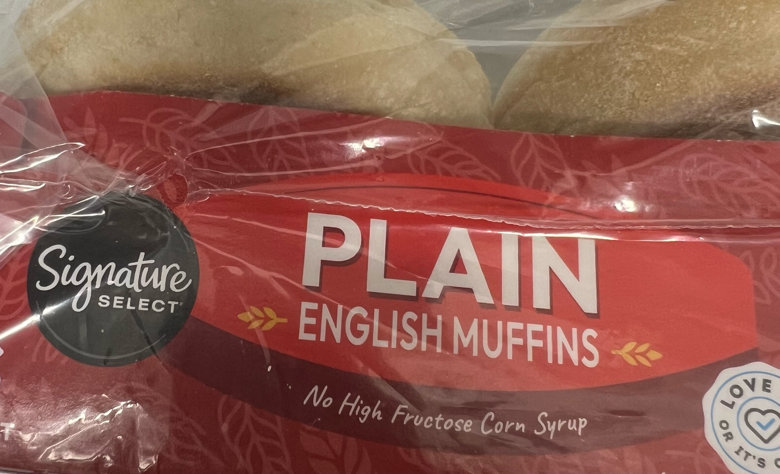 Signature
SELECT
PLAIN
ENGLISH MUFFINS
No High Fructose Corn Syrup
LOVE
OR IT'S